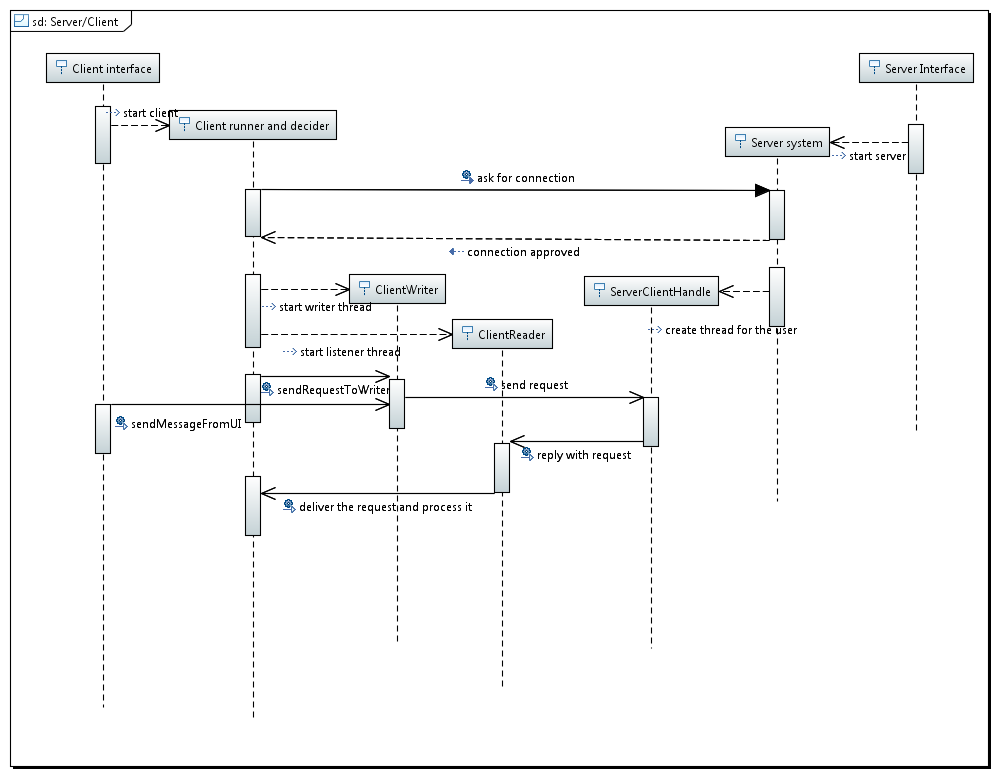 sd: Server/Client
Client interface
Server Interface
start client
Client runner and decider
Server system
start server
ask for connection
connection approved
ClientWriter
ServerClientHandle
start writer thread
ClientReader
create thread for the user
start listener thread
sendRequestToWriter
send request
sendMessageFromUI
reply with request
deliver the request and process it